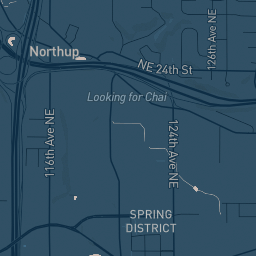 126th Ave NE
Northup
NE 24th St
Looking for Chai
116th Ave NE
124th Ave NE
SPRING
DISTRICT